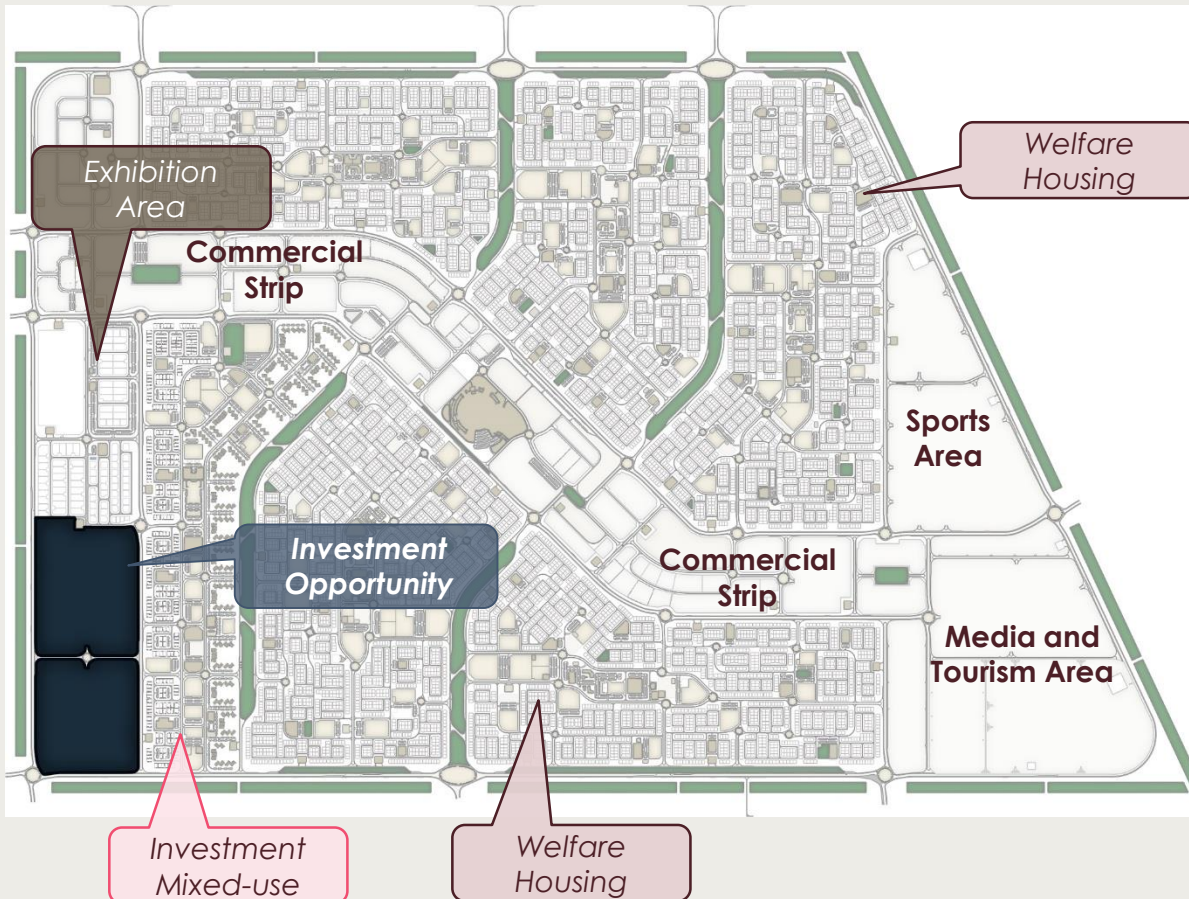 Exhibition
Area
Welfare
Housing
Commercial
Strip
Sports
Area
Investment
Opportunity
Commercial
Strip
Media and
Tourism Area
Investment
Mixed-use
Welfare
Housing